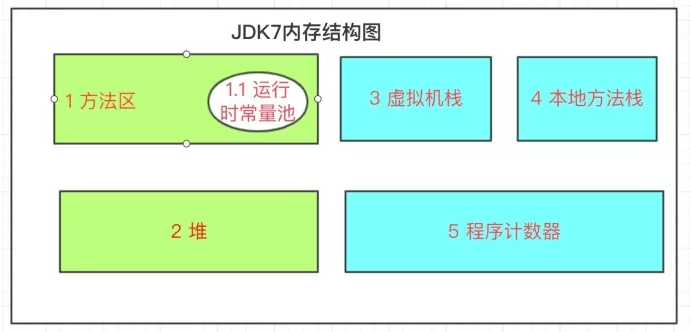 JDK7内存结构图
1 方法区
1.1 运行
时常量池
3 虚拟机栈
4 本地方法栈
2 堆
5 程序计数器